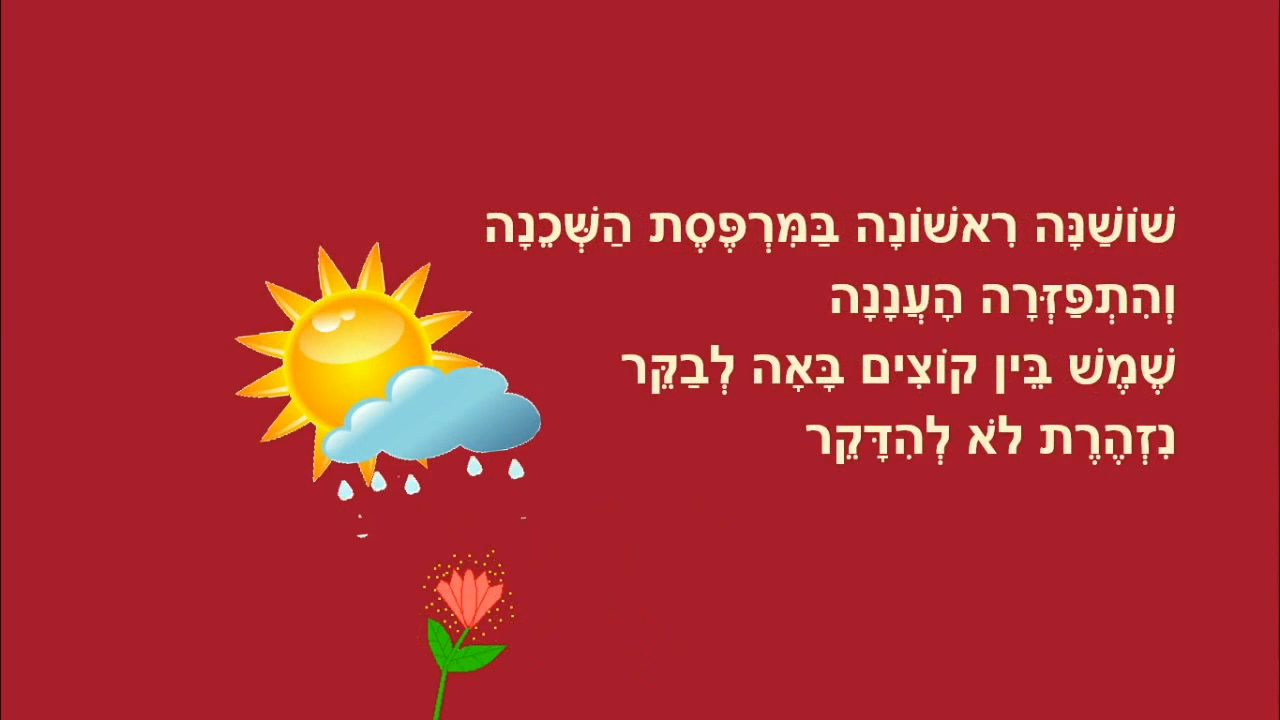 שׁוֹשַׁנָּה רִאשׁוֹנָה בַּמִּרְפֶּסֶת הַשְּׁכֵנָה
וְהִתְפַּזְּרָה הָעֲנָנָה
שֶׁמֶשׁ בֵּין קוֹצִים בָּאָה לְבַקֵּר
נִזְהֶרֶת לֹא לְהִדָּקֵר